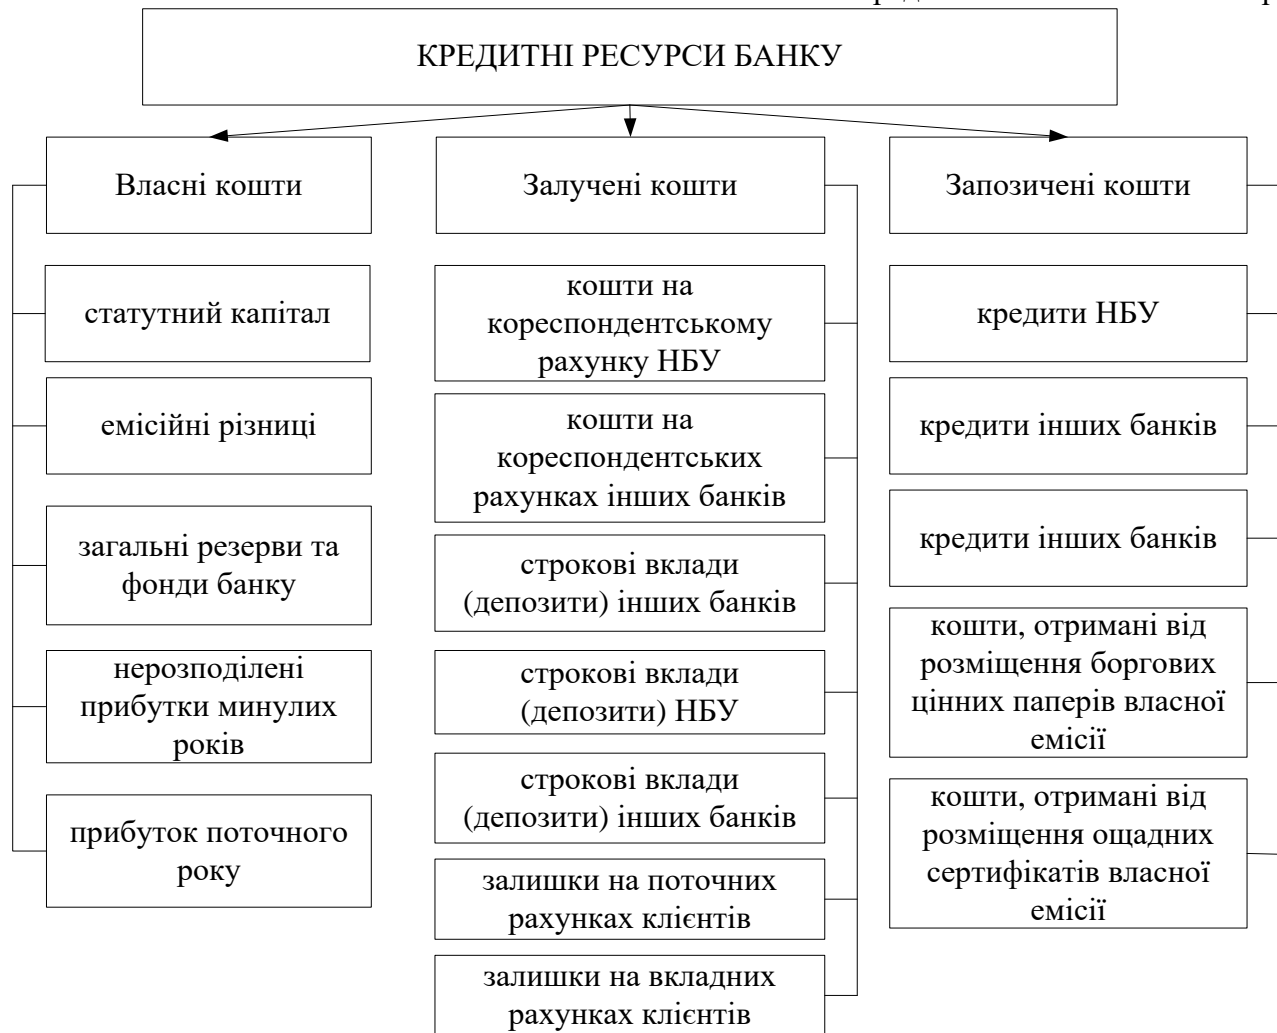 КРЕДИТНІ РЕСУРСИ БАНКУ
Власні кошти
Залучені кошти
Запозичені кошти
статутний капітал
емісійні різниці
загальні резерви та
фонди банку
нерозподілені
прибутки минулих
років
прибуток поточного
року
кошти на
кореспондентському
рахунку НБУ
кошти на
кореспондентських
рахунках інших банків
строкові вклади
(депозити) інших банків
строкові вклади
(депозити) НБУ
строкові вклади
(депозити) інших банків
залишки на поточних
рахунках клієнтів
залишки на вкладних
рахунках клієнтів
кредити НБУ
кредити інших банків
кредити інших банків
кошти, отримані від
розміщення боргових
цінних паперів власної
емісії
кошти, отримані від
розміщення ощадних
сертифікатів власної
емісії